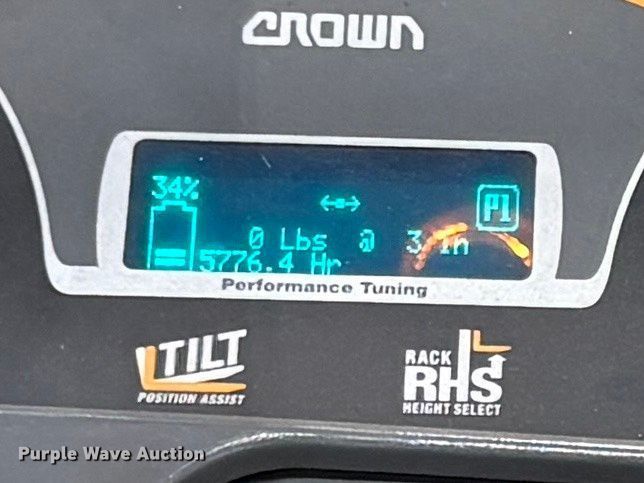 CROWN
34%
P1
0 Lbs @ 3 in
5776.4 Hr
Performance Tuning
TILT
POSITION ASSIST
RACK
RHS
HEIGHT SELECT
Purple Wave Auction